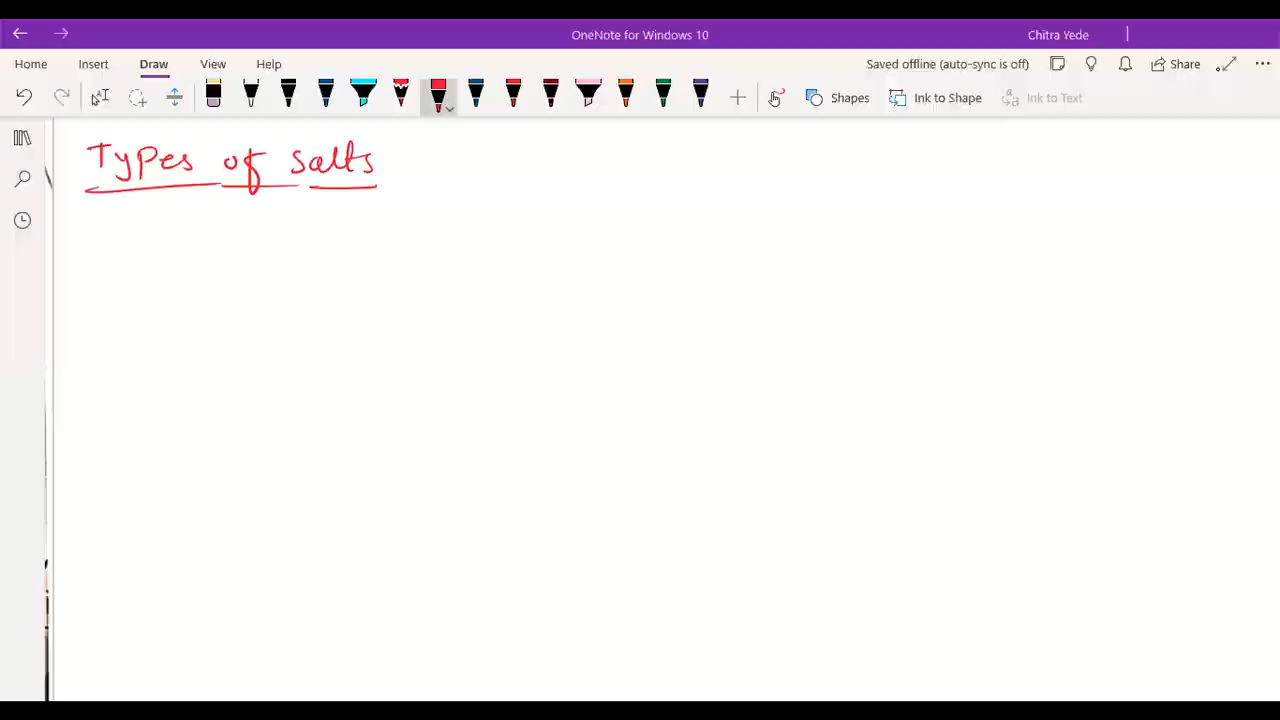 OneNote for Windows 10 Chitra Yede
Home Insert Draw View Help Saved offline (auto-sync is off) Share
Shapes Ink to Shape Ink to Text
Types of salts